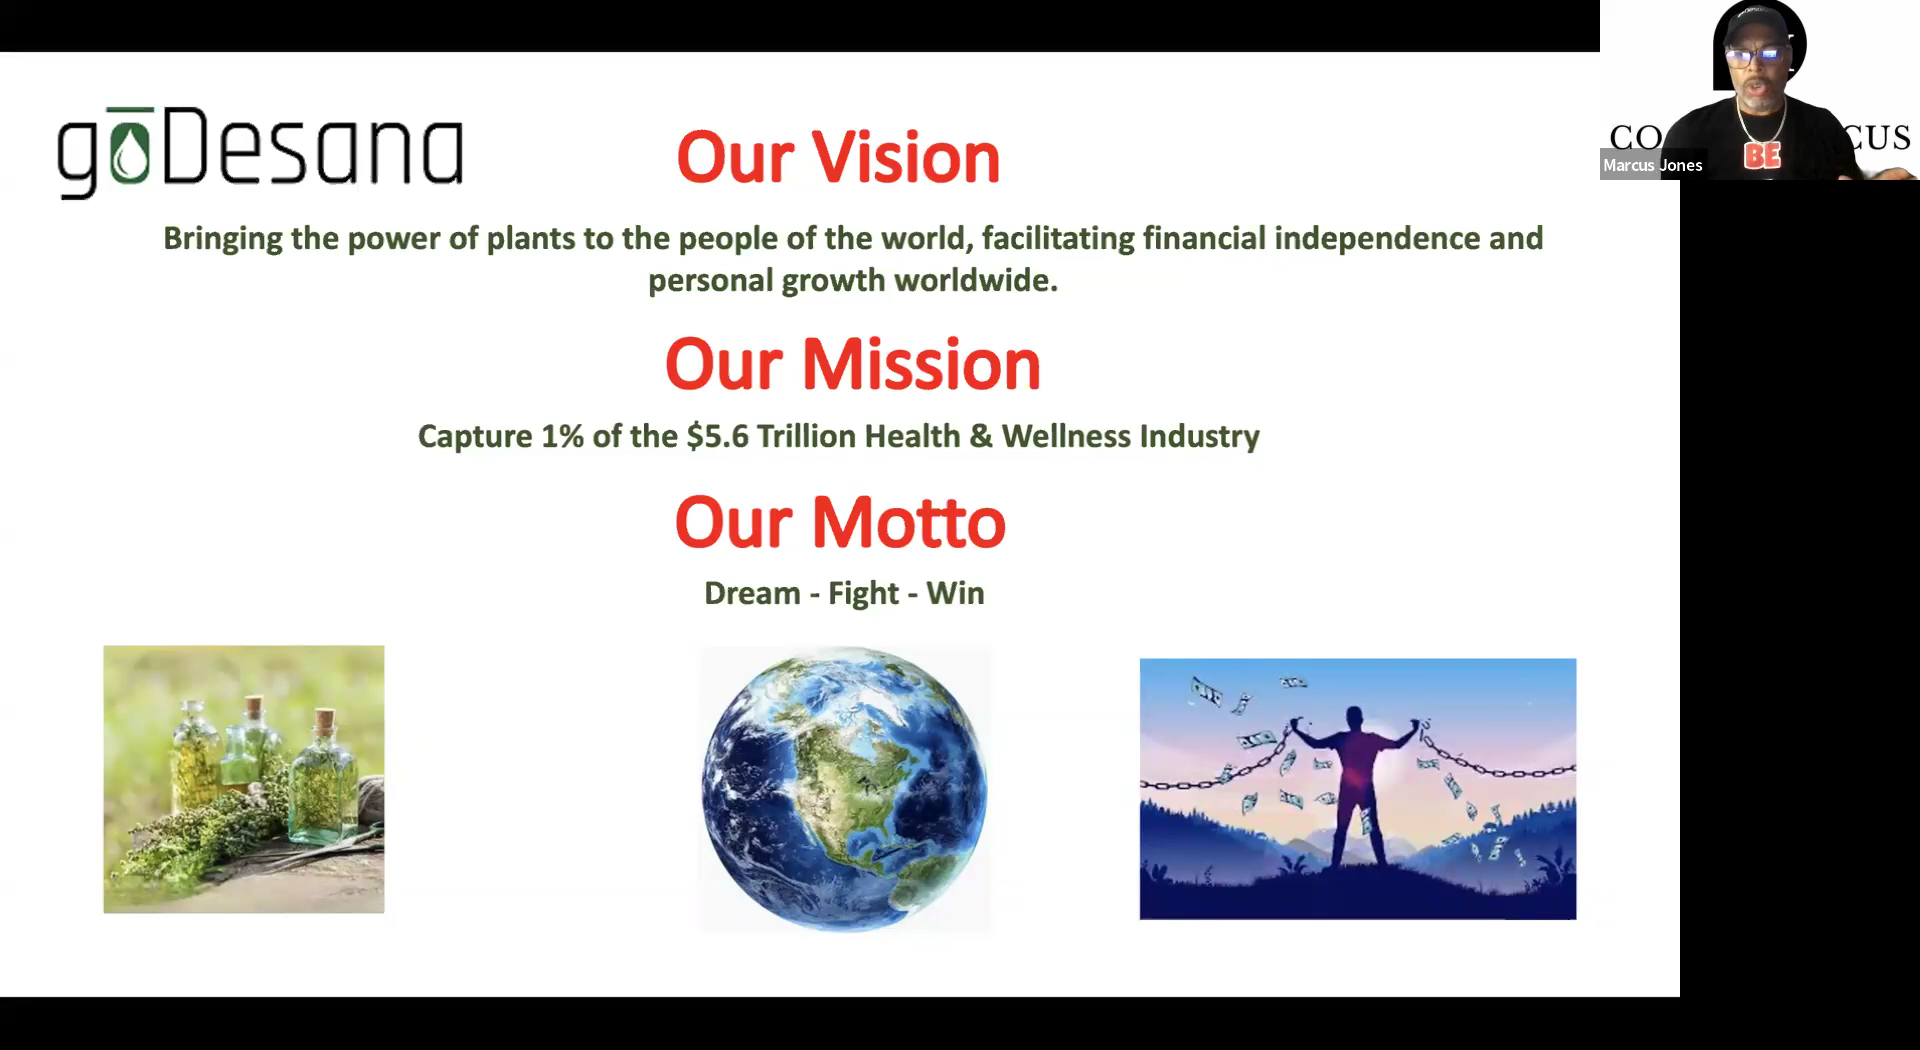 gōDesana
Our Vision
Bringing the power of plants to the people of the world, facilitating financial independence and
personal growth worldwide.
Our Mission
Capture 1% of the $5.6 Trillion Health & Wellness Industry
Our Motto
Dream - Fight - Win
CO CUS
BE
Marcus Jones